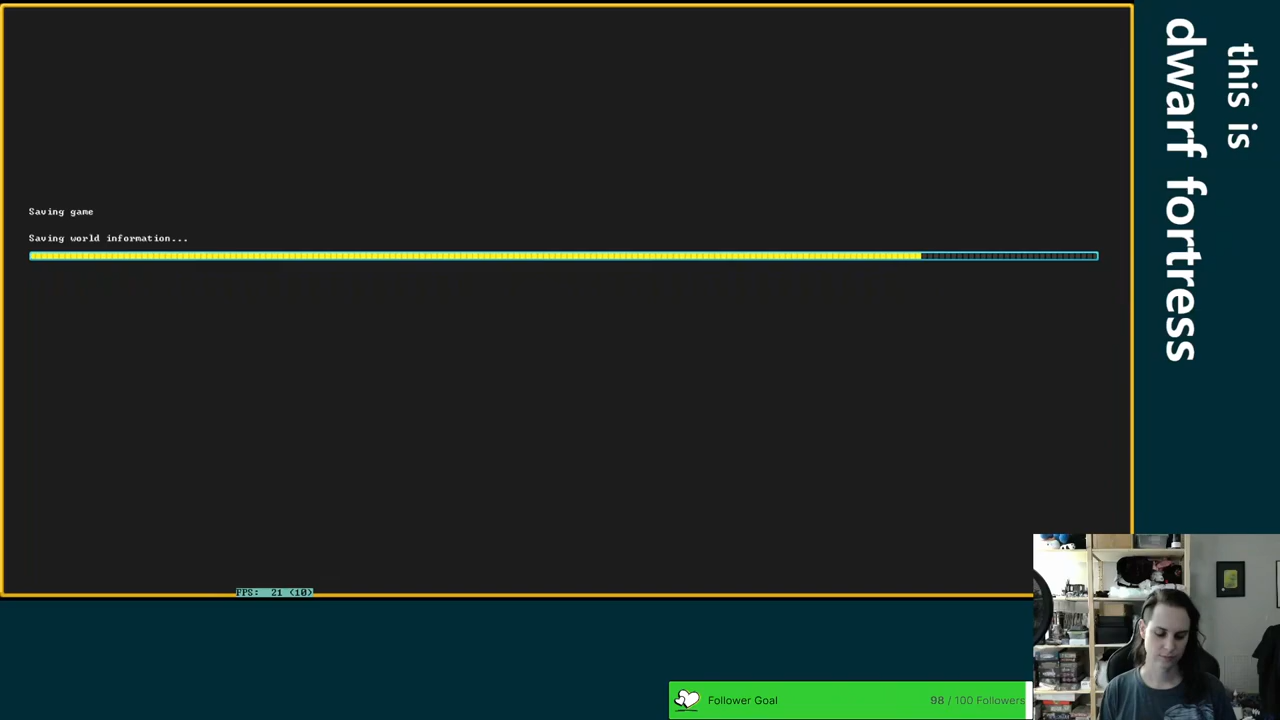 Saving game
Saving world information...
FPS: 21 (10)
this is
dwarf fortress
Follower Goal
98 / 100 Followers